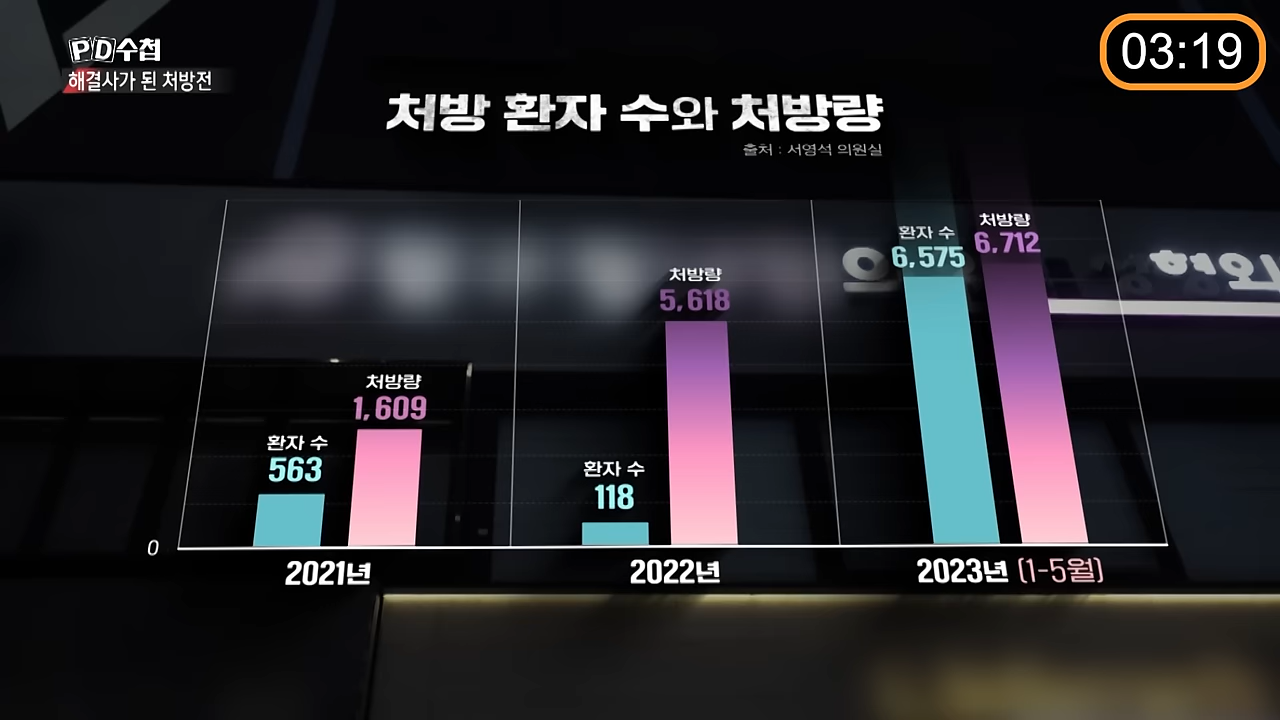 PD수첩
해결사가 된 처방전
03:19
처방 환자 수와 처방량
출처 : 서영석 의원실
환자 수
563
처방량
1,609
환자 수
118
처방량
5,618
환자 수
6,575
처방량
6,712
0
2021년
2022년
2023년 (1-5월)